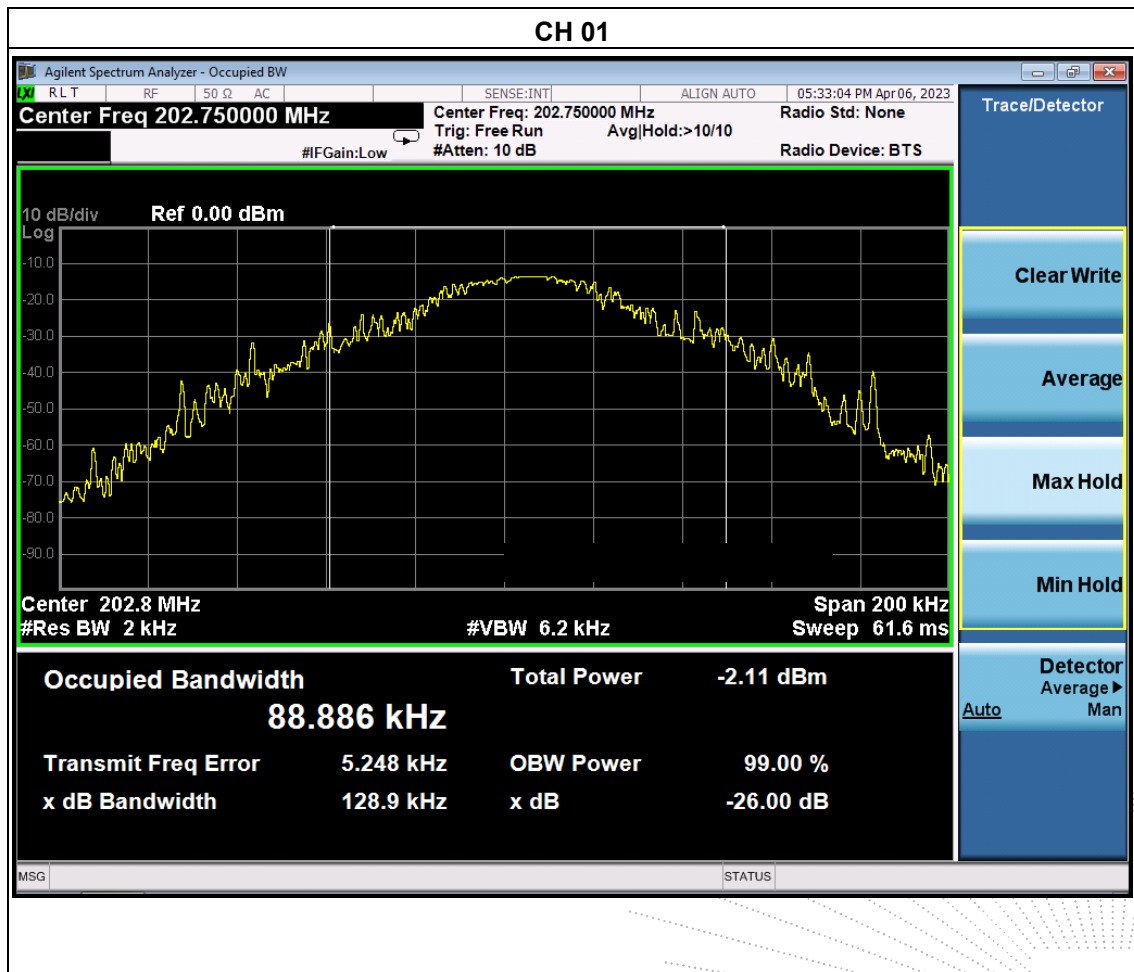 CH 01
Agilent Spectrum Analyzer - Occupied BW
LXI RLT RF 50 Ω AC SENSE:INT ALIGN AUTO 05:33:04 PM Apr 06, 2023
Center Freq 202.750000 MHz
#IFGain:Low
Center Freq: 202.750000 MHz
Trig: Free Run Avg|Hold:>10/10
#Atten: 10 dB
Radio Std: None
Radio Device: BTS
Trace/Detector
10 dB/div Ref 0.00 dBm
Log
-10.0
-20.0
-30.0
-40.0
-50.0
-60.0
-70.0
-80.0
-90.0
Center 202.8 MHz Span 200 kHz
#Res BW 2 kHz #VBW 6.2 kHz Sweep 61.6 ms
Occupied Bandwidth Total Power -2.11 dBm
88.886 kHz
Transmit Freq Error 5.248 kHz OBW Power 99.00 %
x dB Bandwidth 128.9 kHz x dB -26.00 dB
Clear Write
Average
Max Hold
Min Hold
Detector
Average▶
Auto Man
MSG STATUS